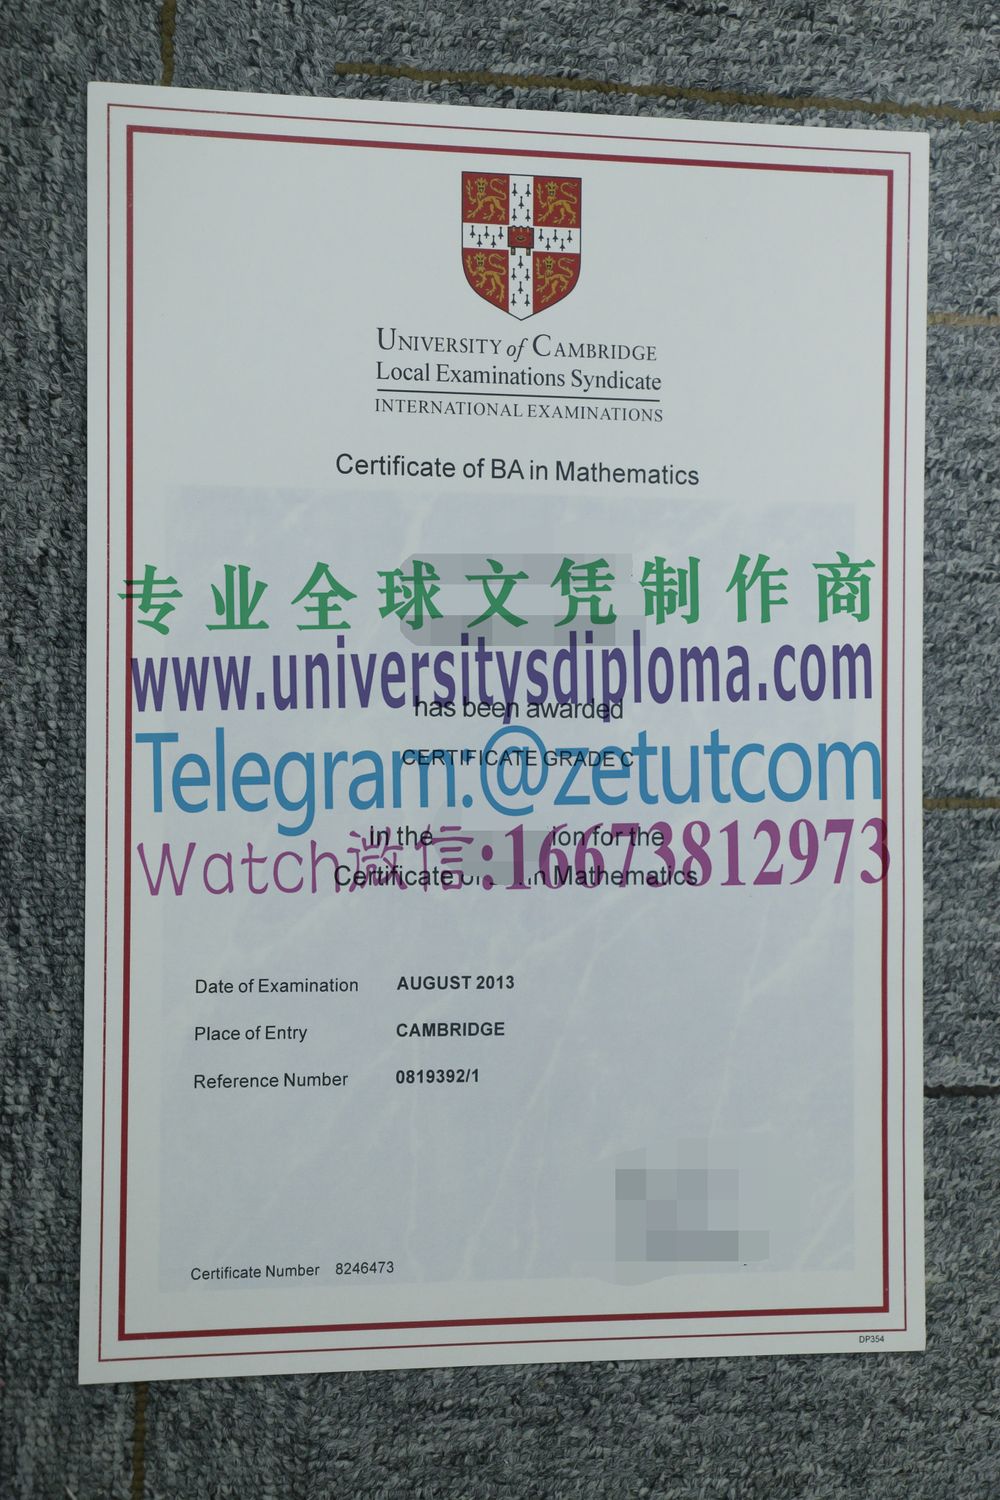 UNIVERSITY of CAMBRIDGE
Local Examinations Syndicate
INTERNATIONAL EXAMINATIONS
Certificate of BA in Mathematics
专业全球文凭制作商
www.universitysdiploma.com
has been awarded
Telegram:@zetutcom
CERTIFICATE GRADE C
in the ion for the
Watch微信:16673812973
Certificate in Mathematics
Date of Examination AUGUST 2013
Place of Entry CAMBRIDGE
Reference Number 0819392/1
Certificate Number 8246473
DP354